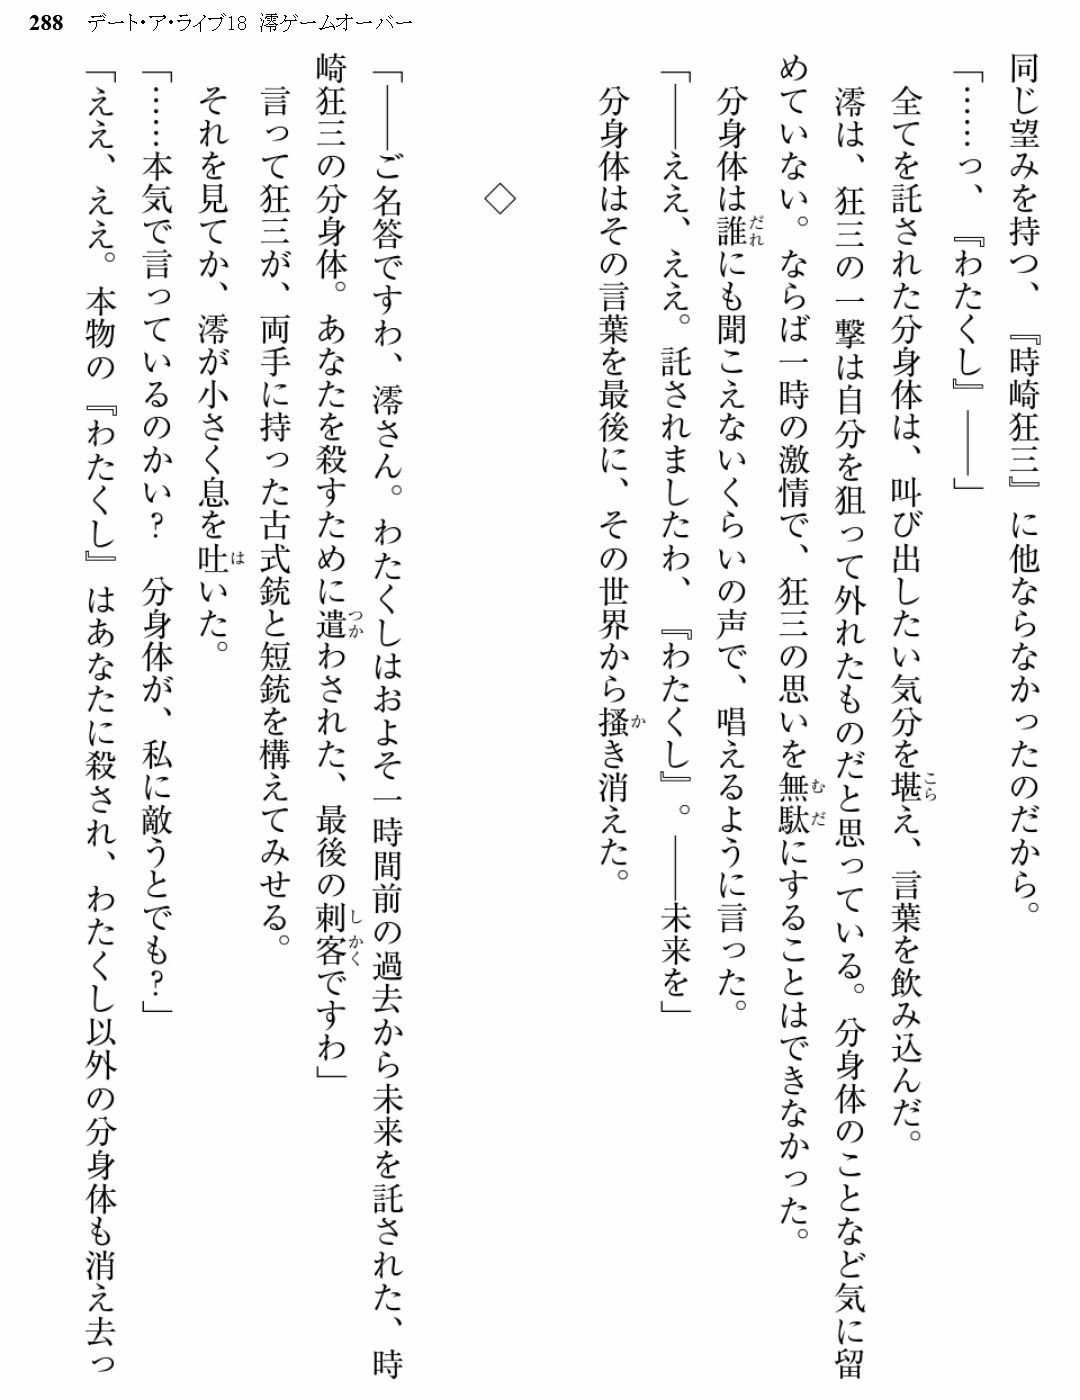 288 デート・ア・ライブ18 澪ゲームオーバー
同じ望みを持つ、『時崎狂三』に他ならなかったのだから。
「……っ、『わたくし』――」
全てを託された分身体は、叫び出したい気分を堪え、言葉を飲み込んだ。
澪は、狂三の一撃は自分を狙って外れたものだと思っている。分身体のことなど気に留
めていない。ならば一時の激情で、狂三の思いを無駄にすることはできなかった。
分身体は誰にも聞こえないくらいの声で、唱えるように言った。
「――ええ、ええ。託されましたわ、『わたくし』。――未来を」
分身体はその言葉を最後に、その世界から掻き消えた。
◇
「――ご名答ですわ、澪さん。わたくしはおよそ一時間前の過去から未来を託された、時
崎狂三の分身体。あなたを殺すために遣わされた、最後の刺客ですわ」
言って狂三が、両手に持った古式銃と短銃を構えてみせる。
それを見てか、澪が小さく息を吐いた。
「……本気で言っているのかい？　分身体が、私に敵うとでも？」
「ええ、ええ。本物の『わたくし』はあなたに殺され、わたくし以外の分身体も消え去っ